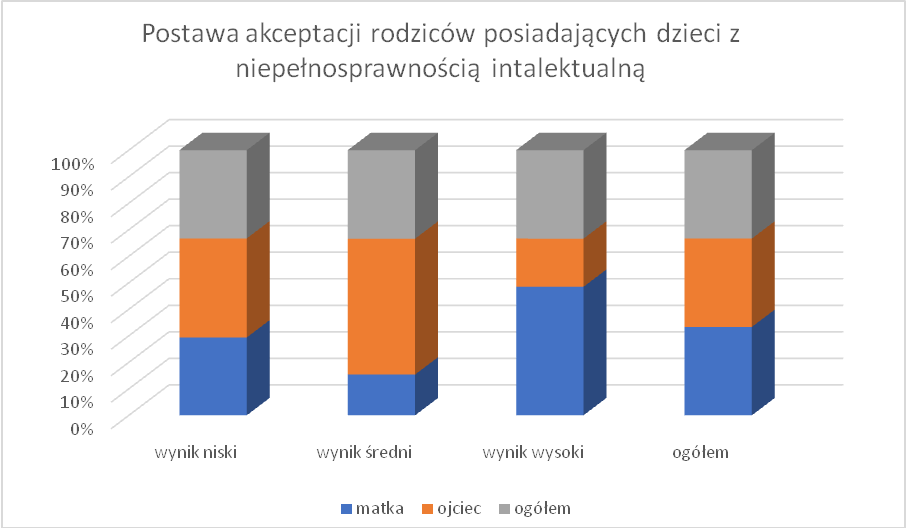 Postawa akceptacji rodziców posiadających dzieci z
niepełnosprawnością intalektualną
100%
90%
80%
70%
60%
50%
40%
30%
20%
10%
0%
wynik niski wynik średni wynik wysoki ogółem
matka ojciec ogółem